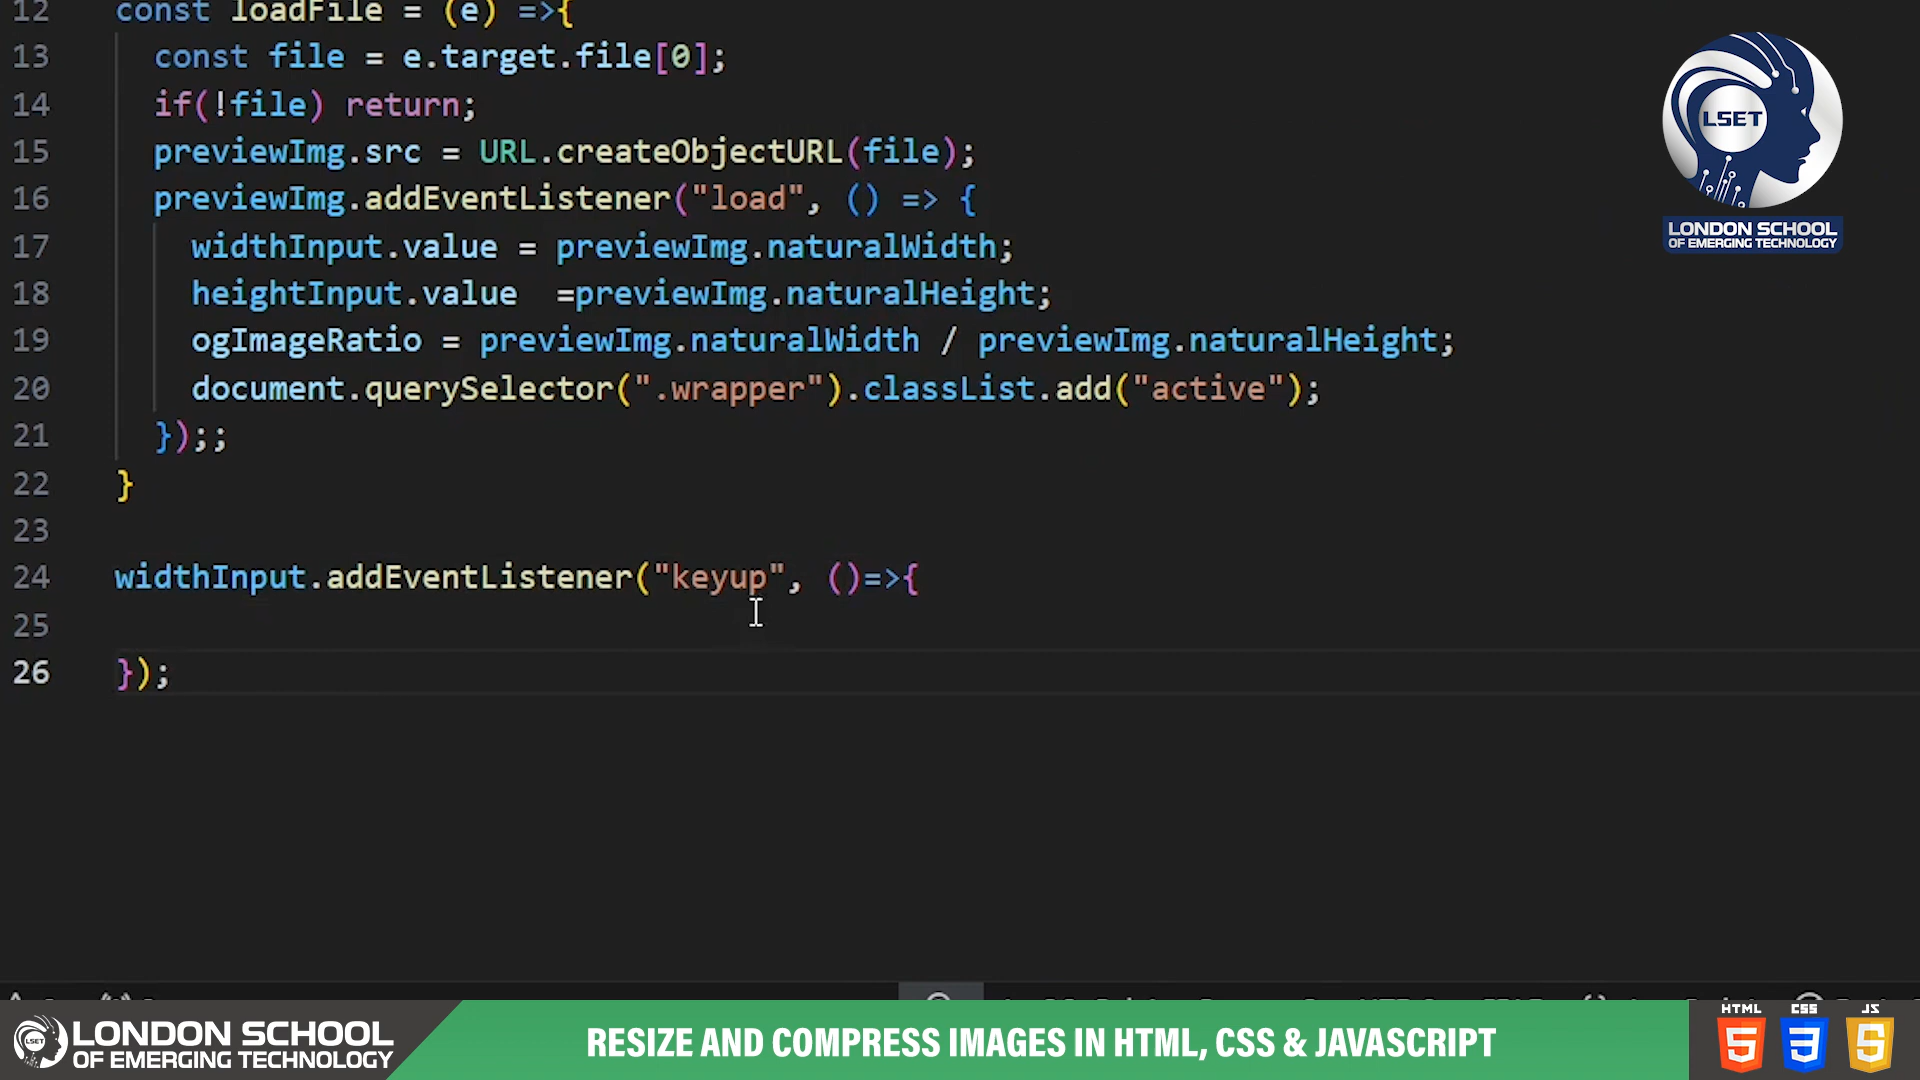 12 const loadFile = (e) =>{
13 const file = e.target.file[0];
14 if(!file) return;
15 previewImg.src = URL.createObjectURL(file);
16 previewImg.addEventListener("load", () => {
17 widthInput.value = previewImg.naturalWidth;
18 heightInput.value  =previewImg.naturalHeight;
19 ogImageRatio = previewImg.naturalWidth / previewImg.naturalHeight;
20 document.querySelector(".wrapper").classList.add("active");
21 });;
22 }
23
24 widthInput.addEventListener("keyup", ()=>{
25
26 });
LSET
LONDON SCHOOL
OF EMERGING TECHNOLOGY
LSET
LONDON SCHOOL
OF EMERGING TECHNOLOGY
RESIZE AND COMPRESS IMAGES IN HTML, CSS & JAVASCRIPT
HTML CSS JS
5 3 S